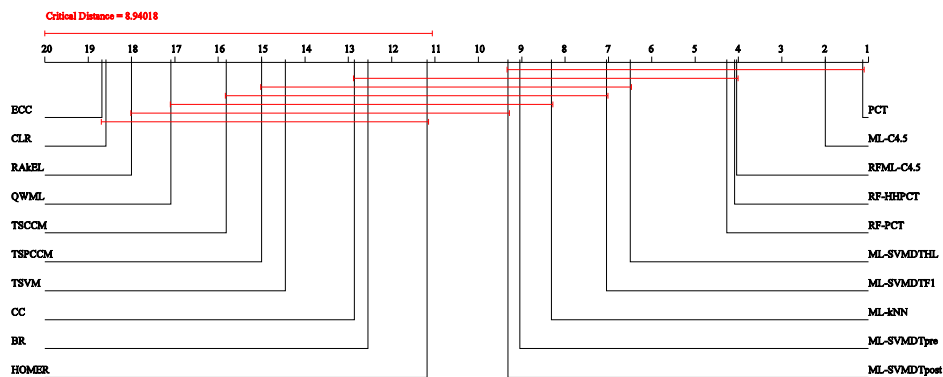 Critical Distance = 8.94018
20 19 18 17 16 15 14 13 12 11 10 9 8 7 6 5 4 3 2 1
ECC PCT
CLR ML-C4.5
RAkEL RFML-C4.5
QWML RF-HHPCT
TSCCM RF-PCT
TSPCCM ML-SVMDTHL
TSVM ML-SVMDTF1
CC ML-kNN
BR ML-SVMDTpre
HOMER ML-SVMDTpost